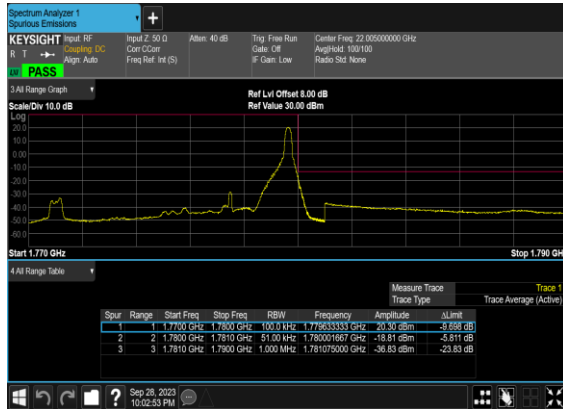 Spectrum Analyzer 1
Spurious Emissions
KEYSIGHT Input: RF Input Z: 50 Ω Atten: 40 dB Trig: Free Run Center Freq: 22.005000000 GHz
R T Coupling: DC Corr CCorr Gate: Off Avg|Hold: 100/100
Align: Auto Freq Ref: Int (S) IF Gain: Low Radio Std: None
PASS
3 All Range Graph Ref Lvl Offset 8.00 dB
Scale/Div 10.0 dB Ref Value 30.00 dBm
Log
20.0
10.0
0.00
-10.0
-20.0
-30.0
-40.0
-50.0
-60.0
Start 1.770 GHz Stop 1.790 GH
4 All Range Table
Measure Trace Trace 1
Trace Type Trace Average (Active)
Spur Range Start Freq Stop Freq RBW Frequency Amplitude ΔLimit
1 1 1.7700 GHz 1.7800 GHz 100.0 kHz 1.779633333 GHz 20.30 dBm -9.698 dB
2 2 1.7800 GHz 1.7810 GHz 51.00 kHz 1.780001667 GHz -18.81 dBm -5.811 dB
3 3 1.7810 GHz 1.7900 GHz 1.000 MHz 1.781075000 GHz -36.83 dBm -23.83 dB
Sep 28, 2023
10:02:53 PM